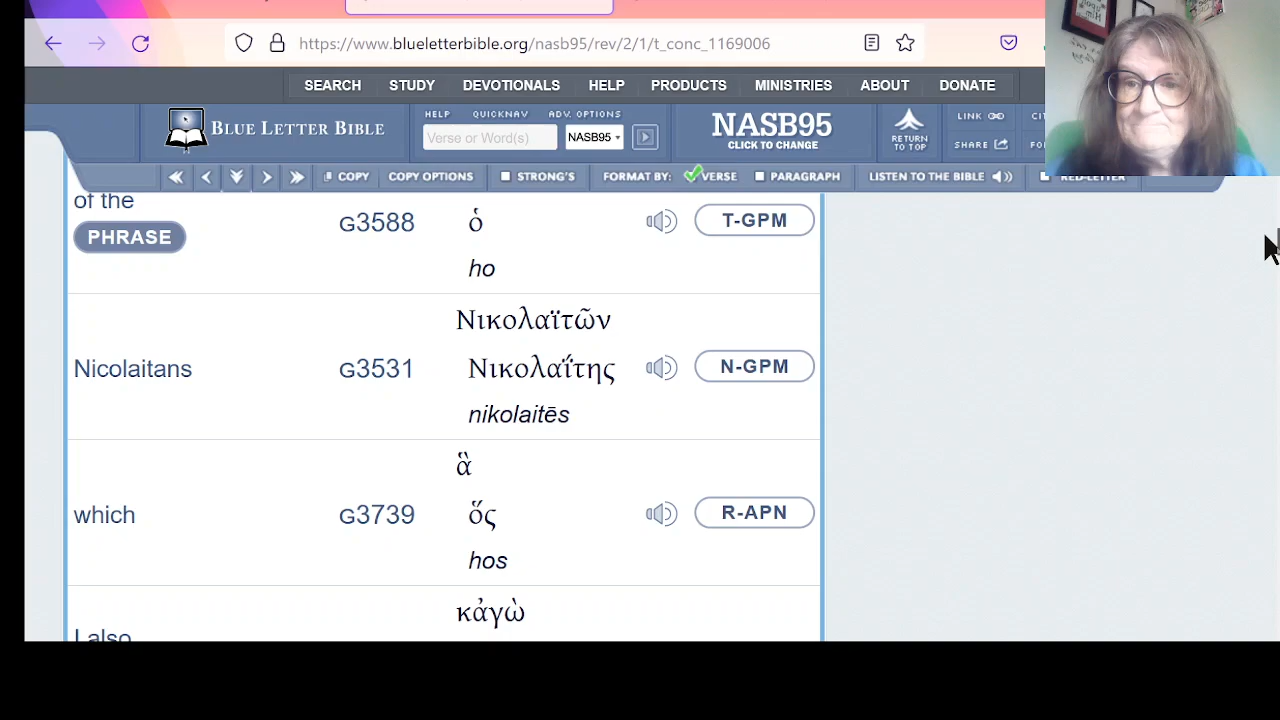 https://www.blueletterbible.org/nasb95/rev/2/1/t_conc_1169006
SEARCH STUDY DEVOTIONALS HELP PRODUCTS MINISTRIES ABOUT DONATE
BLUE LETTER BIBLE
HELP QUICKNAV ADV. OPTIONS
Verse or Word(s) NASB95
NASB95
CLICK TO CHANGE
RETURN
TO TOP
LINK
SHARE
COPY COPY OPTIONS STRONG'S FORMAT BY: VERSE PARAGRAPH LISTEN TO THE BIBLE RED-LETTER
of the G3588 ὁ T-GPM
PHRASE
ho
Νικολαϊτῶν
Nicolaitans G3531 Νικολαΐτης N-GPM
nikolaitēs
ἃ
which G3739 ὅς R-APN
hos
κἀγὼ
I also